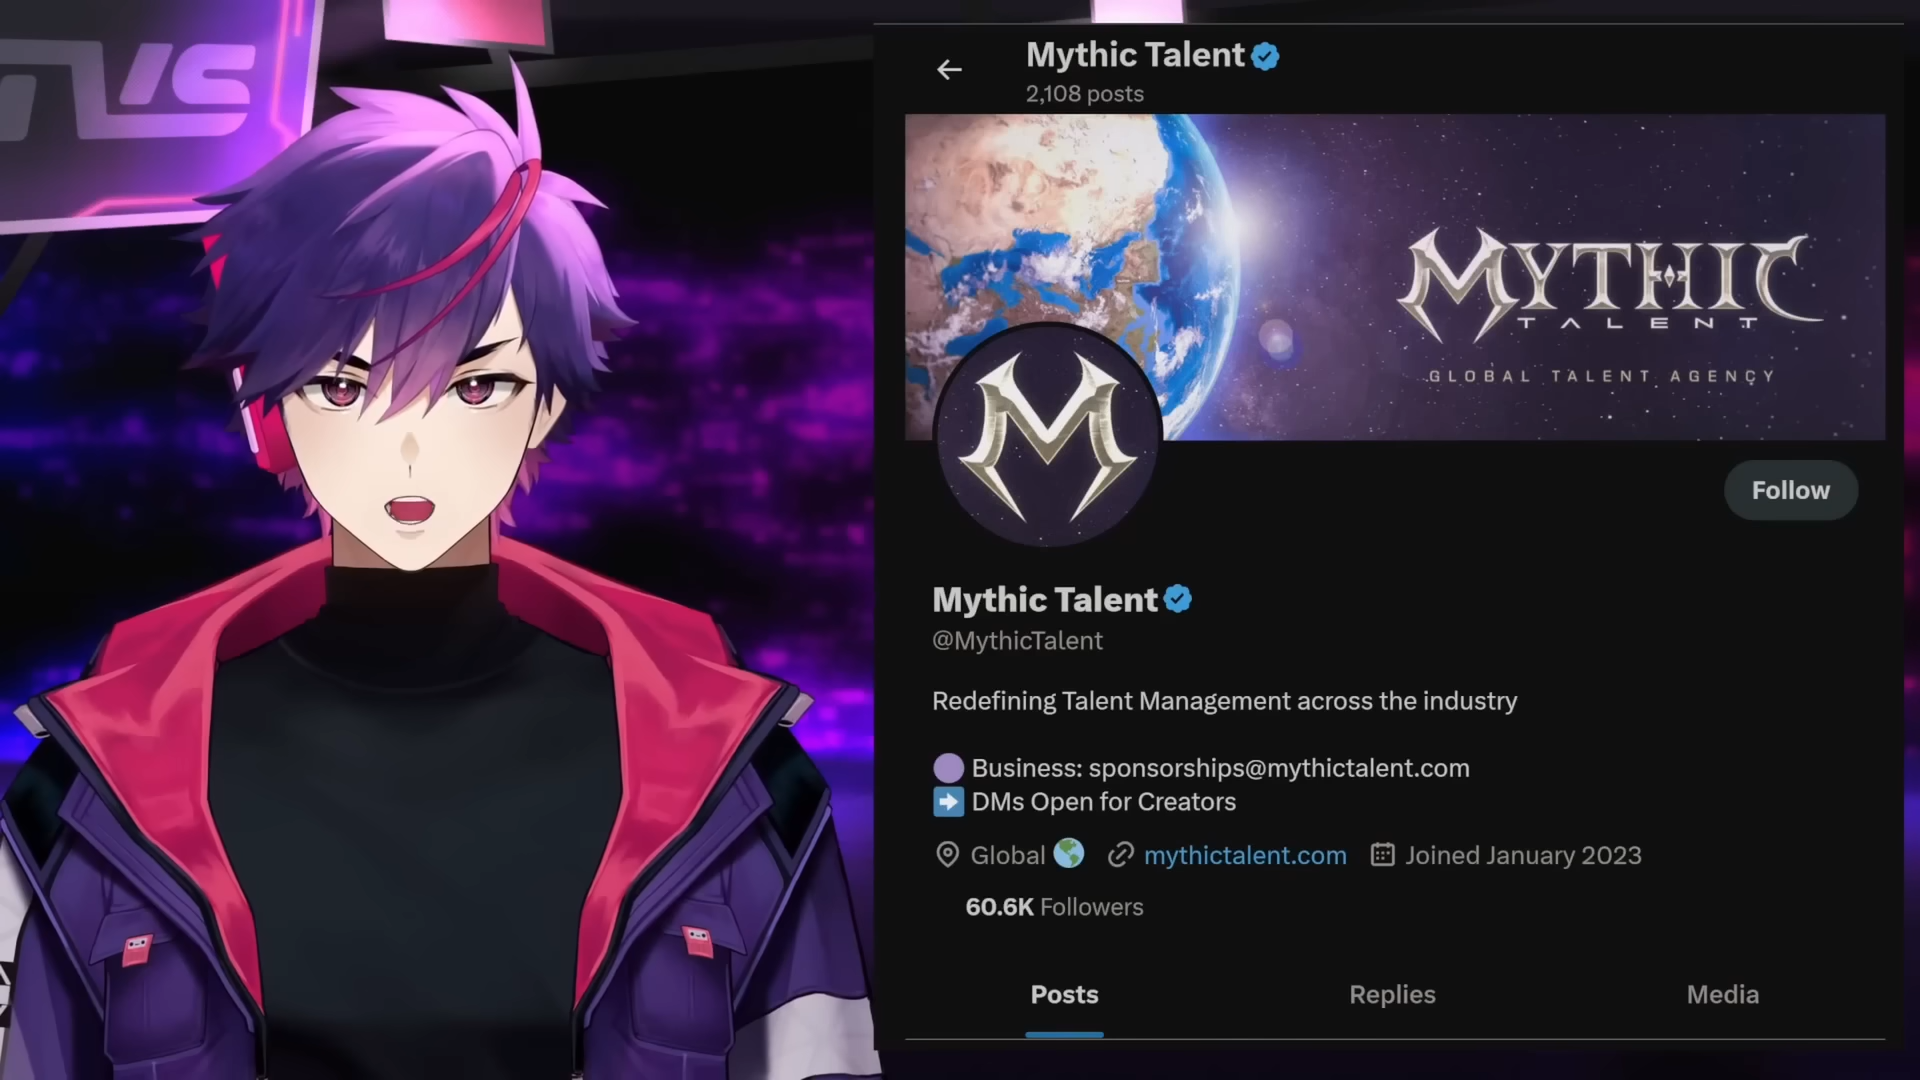 Mythic Talent
2,108 posts
MYTHIC
TALENT
GLOBAL TALENT AGENCY
M
Follow
Mythic Talent
@MythicTalent
Redefining Talent Management across the industry
Business: sponsorships@mythictalent.com
DMs Open for Creators
Global mythictalent.com Joined January 2023
60.6K Followers
Posts Replies Media